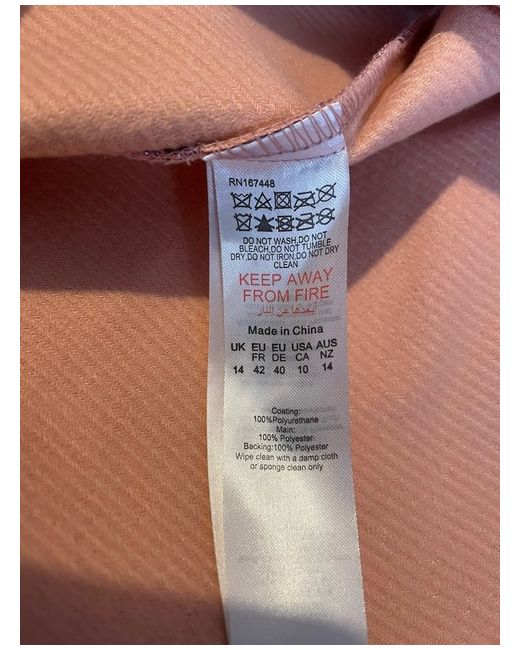 RN167448
DO NOT WASH,DO NOT
BLEACH,DO NOT TUMBLE
DRY,DO NOT IRON,DO NOT DRY
CLEAN
KEEP AWAY
FROM FIRE
أبعدها عن النار
Made in China
UK EU EU USA AUS
FR DE CA NZ
14 42 40 10 14
Coating:
100%Polyurethane
Main:
100% Polyester
Backing:100% Polyester
Wipe clean with a damp cloth
or sponge clean only